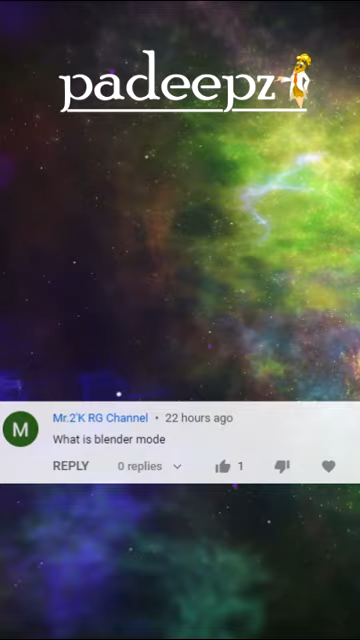 padeepz
M
Mr.2'K RG Channel • 22 hours ago
What is blender mode
REPLY 0 replies 1